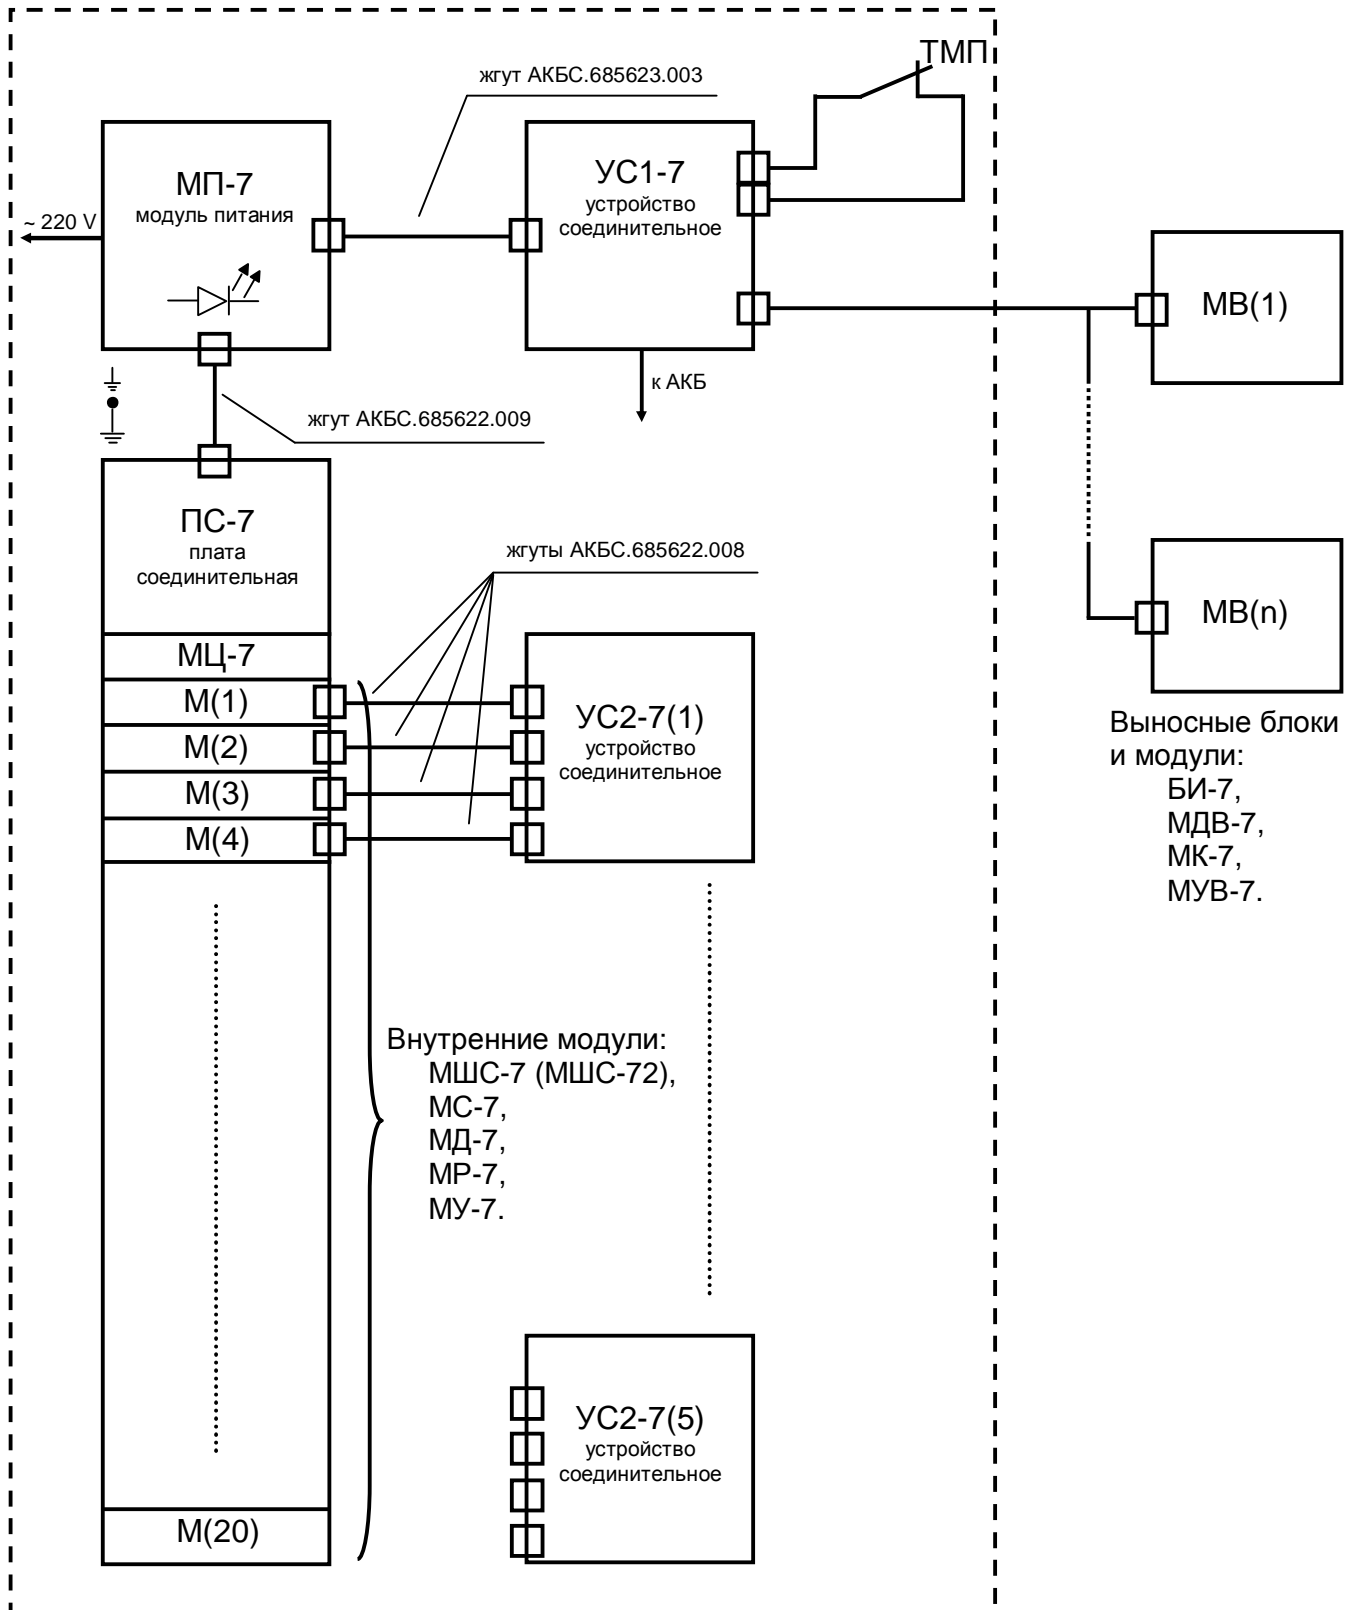 ТМП
жгут АКБС.685623.003
МП-7
модуль питания
~ 220 V
УС1-7
устройство
соединительное
МВ(1)
к АКБ
жгут АКБС.685622.009
ПС-7
плата
соединительная
жгуты АКБС.685622.008
МВ(n)
МЦ-7
М(1)
М(2)
М(3)
М(4)
УС2-7(1)
устройство
соединительное
Выносные блоки
и модули:
БИ-7,
МДВ-7,
МК-7,
МУВ-7.
Внутренние модули:
МШС-7 (МШС-72),
МС-7,
МД-7,
МР-7,
МУ-7.
УС2-7(5)
устройство
соединительное
М(20)